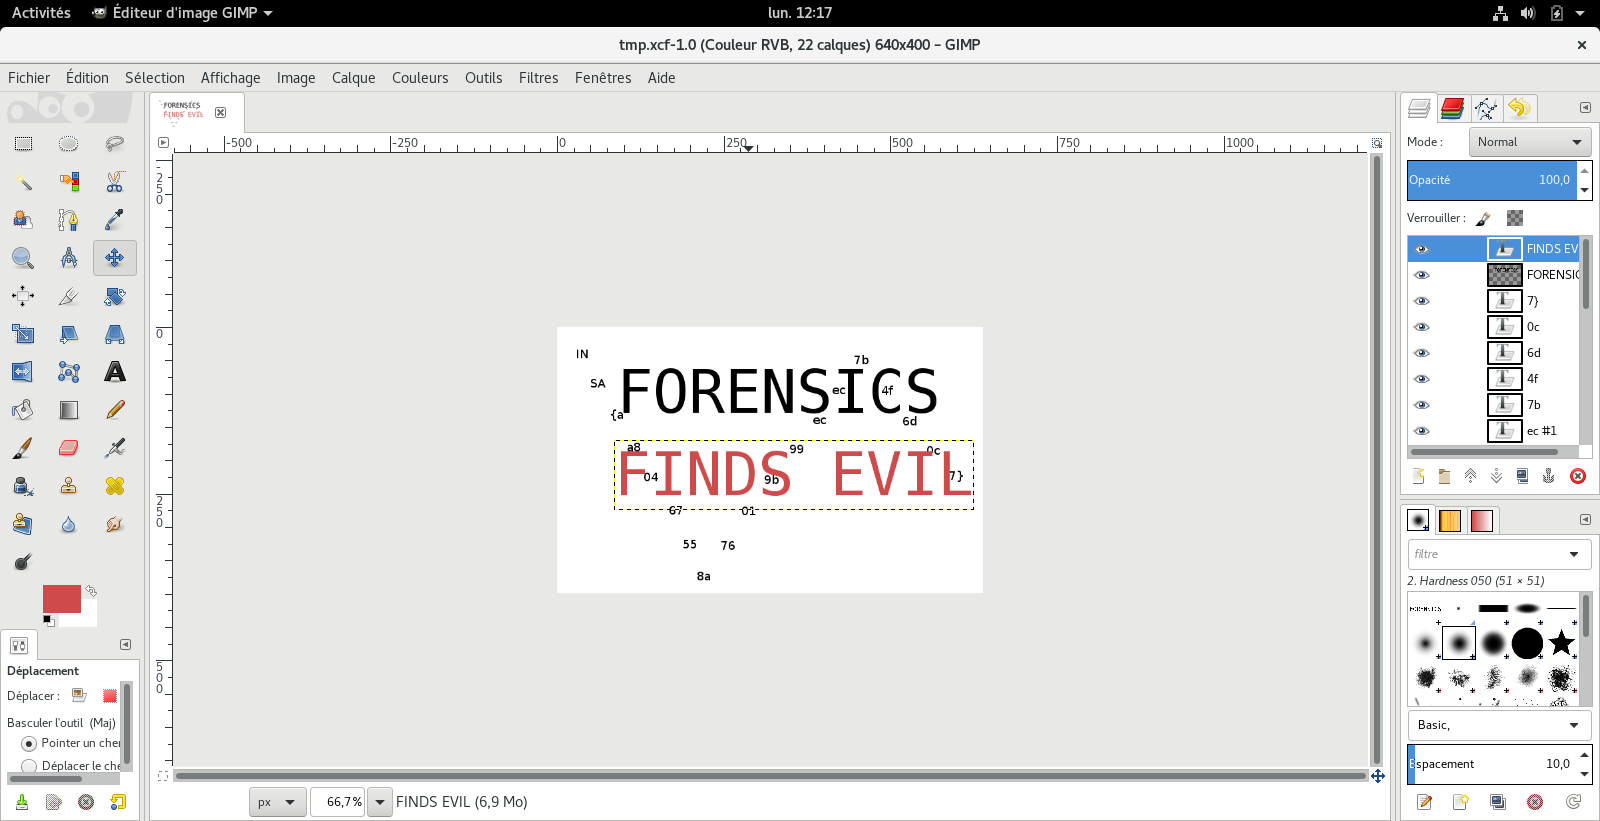 Activités
Éditeur d'image GIMP
lun. 12:17
tmp.xcf-1.0 (Couleur RVB, 22 calques) 640x400 – GIMP
Fichier Édition Sélection Affichage Image Calque Couleurs Outils Filtres Fenêtres Aide
FORENSICS
FINDS EVIL
-500 -250 0 250 500 750 1000
250
0
250
500
IN
SA
{a
a8
04
67
55
8a
76
01
9b
99
ec
ec
7b
4f
6d
0c
7}
FORENSICS
FINDS EVIL
Déplacement
Déplacer :
Basculer l'outil (Maj)
Pointer un cher
Déplacer le che
px
66,7%
FINDS EVIL (6,9 Mo)
Mode :
Normal
Opacité
100,0
Verrouiller :
FINDS EV
FORENSIC
7}
0c
6d
4f
7b
ec #1
filtre
2. Hardness 050 (51 × 51)
Basic,
Espacement
10,0